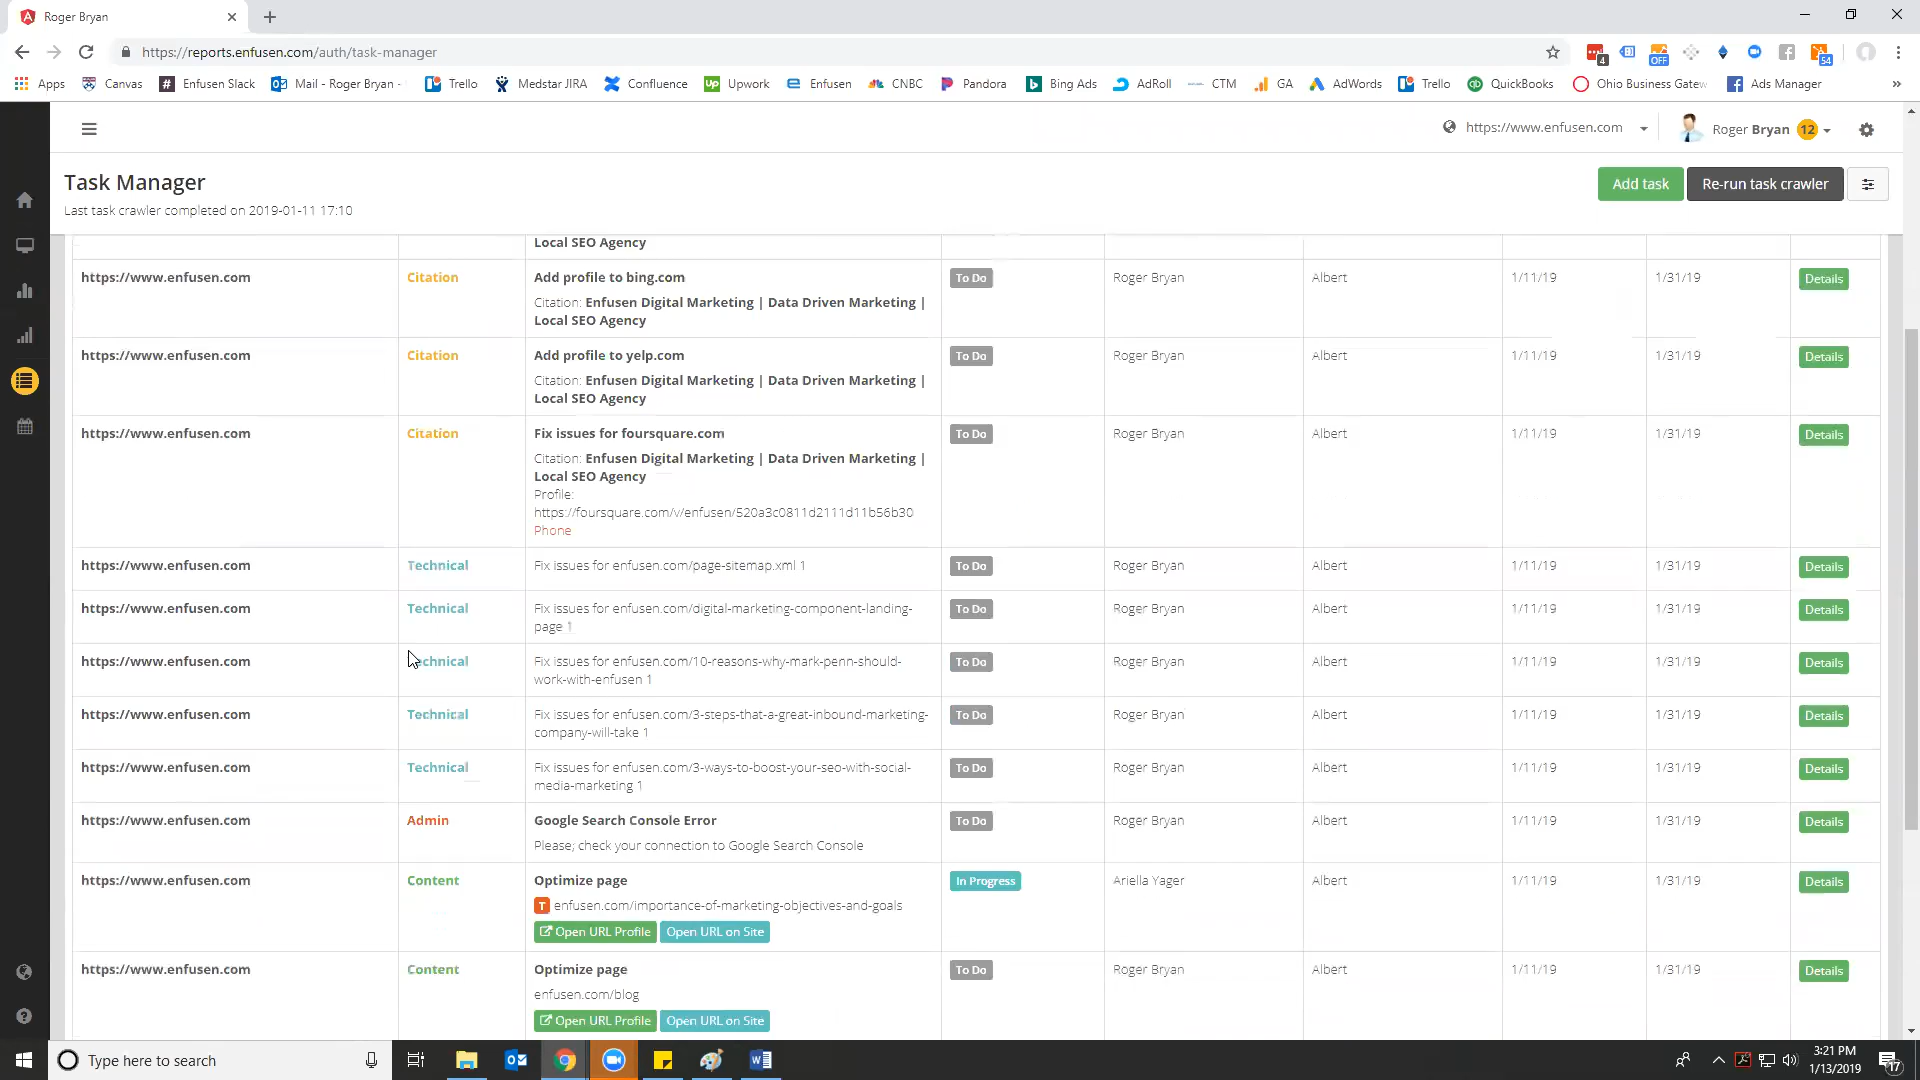 Roger Bryan
https://reports.enfusen.com/auth/task-manager
4
OFF
54
Apps Canvas Enfusen Slack Mail - Roger Bryan - Trello Medstar JIRA Confluence Upwork Enfusen CNBC Pandora Bing Ads AdRoll CTM GA AdWords Trello QuickBooks Ohio Business Gatew Ads Manager »
https://www.enfusen.com Roger Bryan 12
Task Manager
Add task Re-run task crawler
Last task crawler completed on 2019-01-11 17:10
Local SEO Agency
https://www.enfusen.com Citation Add profile to bing.com To Do Roger Bryan Albert 1/11/19 1/31/19 Details
Citation: Enfusen Digital Marketing | Data Driven Marketing |
Local SEO Agency
https://www.enfusen.com Citation Add profile to yelp.com To Do Roger Bryan Albert 1/11/19 1/31/19 Details
Citation: Enfusen Digital Marketing | Data Driven Marketing |
Local SEO Agency
https://www.enfusen.com Citation Fix issues for foursquare.com To Do Roger Bryan Albert 1/11/19 1/31/19 Details
Citation: Enfusen Digital Marketing | Data Driven Marketing |
Local SEO Agency
Profile:
https://foursquare.com/v/enfusen/520a3c0811d2111d11b56b30
Phone
https://www.enfusen.com Technical Fix issues for enfusen.com/page-sitemap.xml 1 To Do Roger Bryan Albert 1/11/19 1/31/19 Details
https://www.enfusen.com Technical Fix issues for enfusen.com/digital-marketing-component-landing- To Do Roger Bryan Albert 1/11/19 1/31/19 Details
page 1
https://www.enfusen.com echnical Fix issues for enfusen.com/10-reasons-why-mark-penn-should- To Do Roger Bryan Albert 1/11/19 1/31/19 Details
work-with-enfusen 1
https://www.enfusen.com Technical Fix issues for enfusen.com/3-steps-that-a-great-inbound-marketing- To Do Roger Bryan Albert 1/11/19 1/31/19 Details
company-will-take 1
https://www.enfusen.com Technical Fix issues for enfusen.com/3-ways-to-boost-your-seo-with-social- To Do Roger Bryan Albert 1/11/19 1/31/19 Details
media-marketing 1
https://www.enfusen.com Admin Google Search Console Error To Do Roger Bryan Albert 1/11/19 1/31/19 Details
Please; check your connection to Google Search Console
https://www.enfusen.com Content Optimize page In Progress Ariella Yager Albert 1/11/19 1/31/19 Details
T enfusen.com/importance-of-marketing-objectives-and-goals
Open URL Profile Open URL on Site
https://www.enfusen.com Content Optimize page To Do Roger Bryan Albert 1/11/19 1/31/19 Details
enfusen.com/blog
Open URL Profile Open URL on Site
Type here to search
3:21 PM
1/13/2019
17